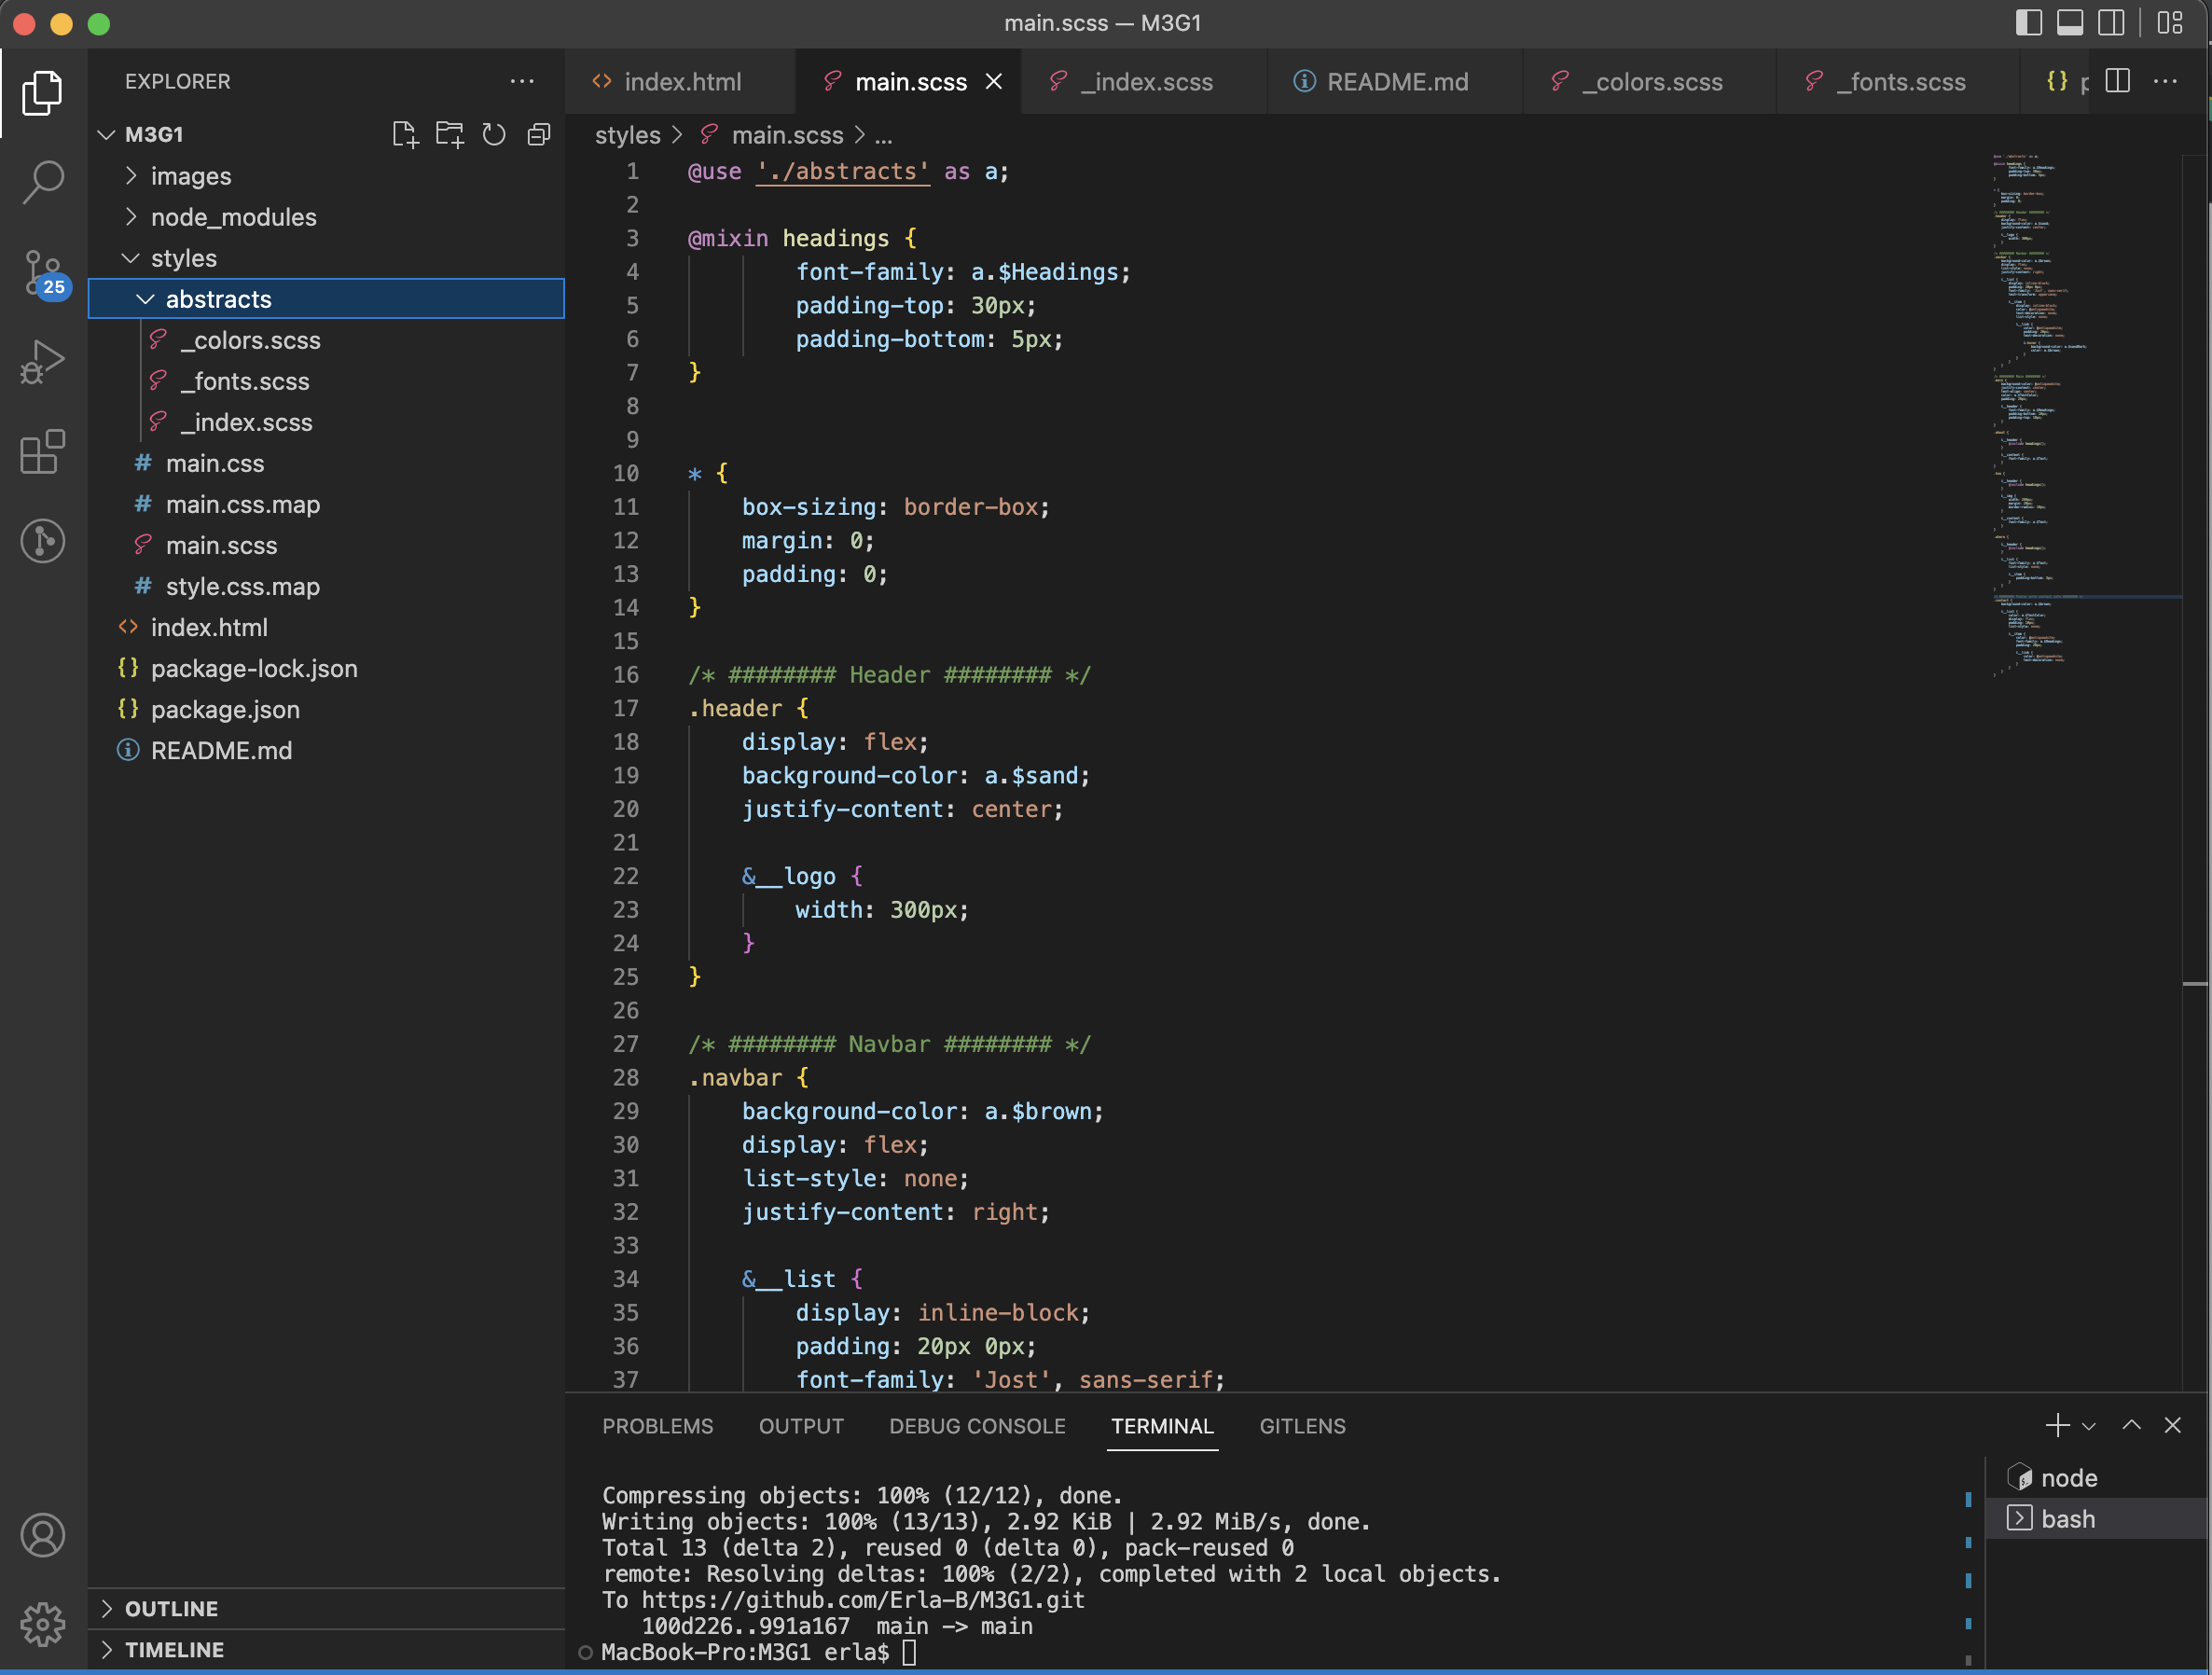 main.scss — M3G1
EXPLORER
M3G1
images
node_modules
styles
abstracts
_colors.scss
_fonts.scss
_index.scss
main.css
main.css.map
main.scss
style.css.map
index.html
package-lock.json
package.json
README.md
OUTLINE
TIMELINE
25
index.html
main.scss
_index.scss
README.md
_colors.scss
_fonts.scss
styles > main.scss > ...
1 @use './abstracts' as a;
2
3 @mixin headings {
4 font-family: a.$Headings;
5 padding-top: 30px;
6 padding-bottom: 5px;
7 }
8
9
10 * {
11 box-sizing: border-box;
12 margin: 0;
13 padding: 0;
14 }
15
16 /* ######## Header ######## */
17 .header {
18 display: flex;
19 background-color: a.$sand;
20 justify-content: center;
21
22 &__logo {
23 width: 300px;
24 }
25 }
26
27 /* ######## Navbar ######## */
28 .navbar {
29 background-color: a.$brown;
30 display: flex;
31 list-style: none;
32 justify-content: right;
33
34 &__list {
35 display: inline-block;
36 padding: 20px 0px;
37 font-family: 'Jost', sans-serif;
PROBLEMS OUTPUT DEBUG CONSOLE TERMINAL GITLENS
Compressing objects: 100% (12/12), done.
Writing objects: 100% (13/13), 2.92 KiB | 2.92 MiB/s, done.
Total 13 (delta 2), reused 0 (delta 0), pack-reused 0
remote: Resolving deltas: 100% (2/2), completed with 2 local objects.
To https://github.com/Erla-B/M3G1.git
100d226..991a167 main -> main
MacBook-Pro:M3G1 erla$
node
bash